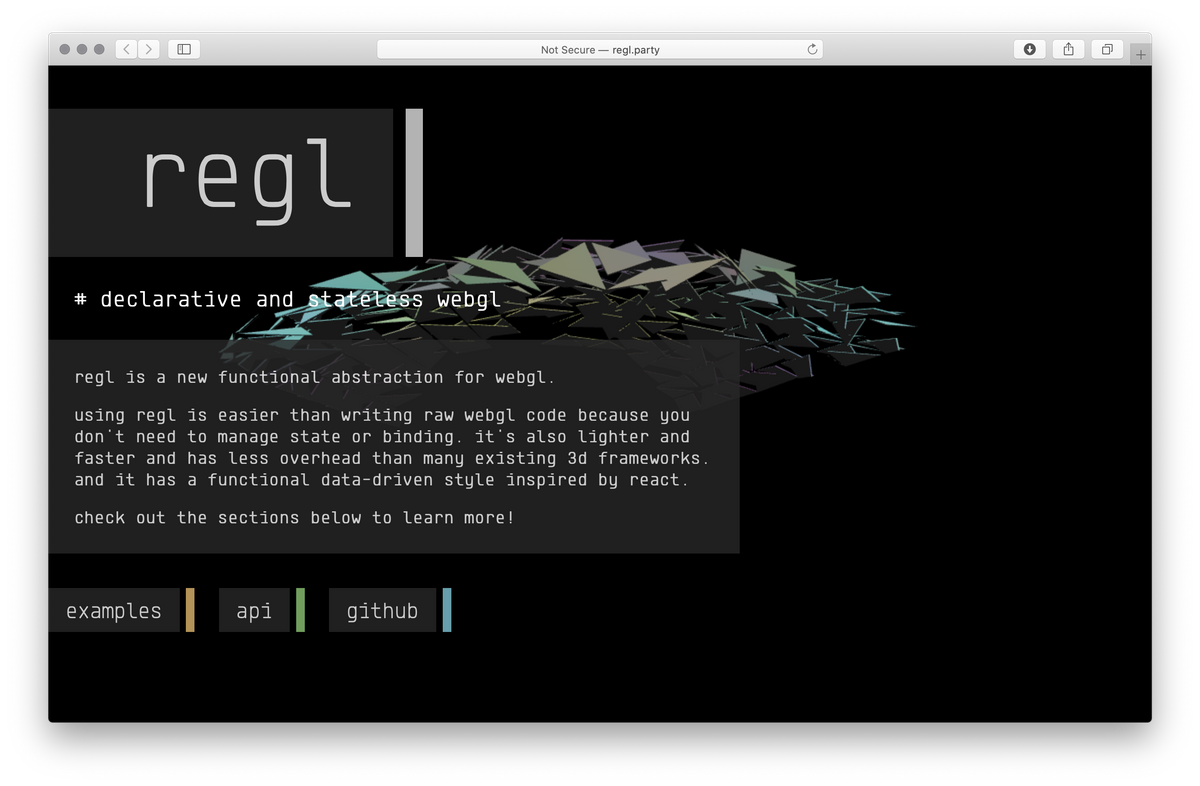 Not Secure — regl.party
regl
# declarative and stateless webgl
regl is a new functional abstraction for webgl.
using regl is easier than writing raw webgl code because you
don't need to manage state or binding. it's also lighter and
faster and has less overhead than many existing 3d frameworks.
and it has a functional data-driven style inspired by react.
check out the sections below to learn more!
examples
api
github